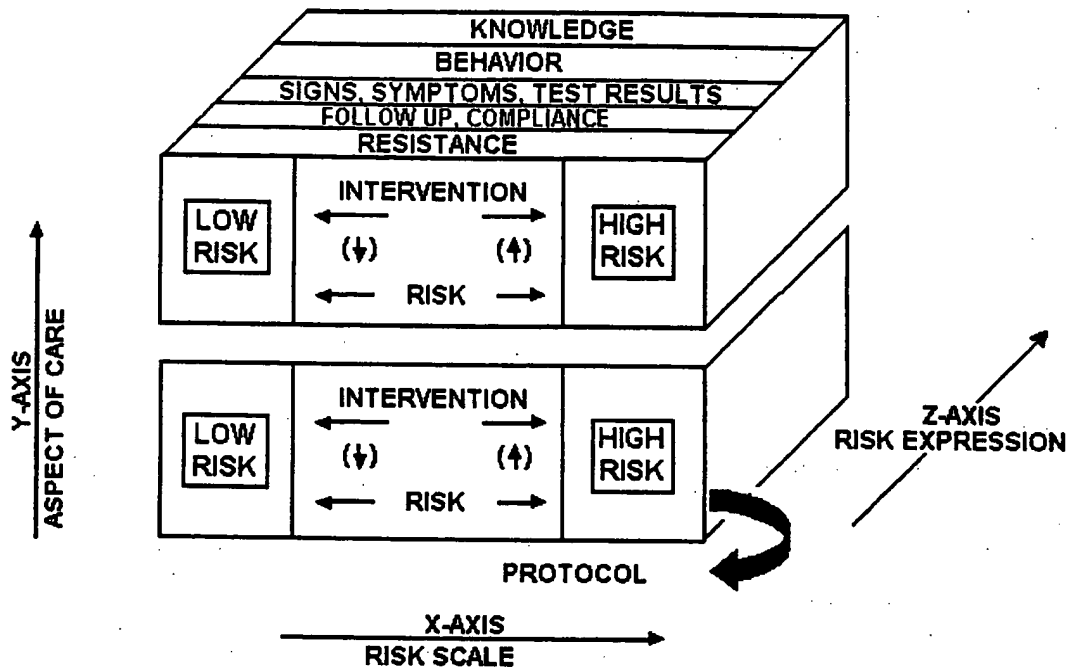 KNOWLEDGE
BEHAVIOR
SIGNS, SYMPTOMS, TEST RESULTS
FOLLOW UP, COMPLIANCE
RESISTANCE
INTERVENTION
LOW
RISK
(↓)
(↑)
HIGH
RISK
RISK
INTERVENTION
LOW
RISK
(↓)
(↑)
HIGH
RISK
RISK
Y-AXIS
ASPECT OF CARE
Z-AXIS
RISK EXPRESSION
PROTOCOL
X-AXIS
RISK SCALE